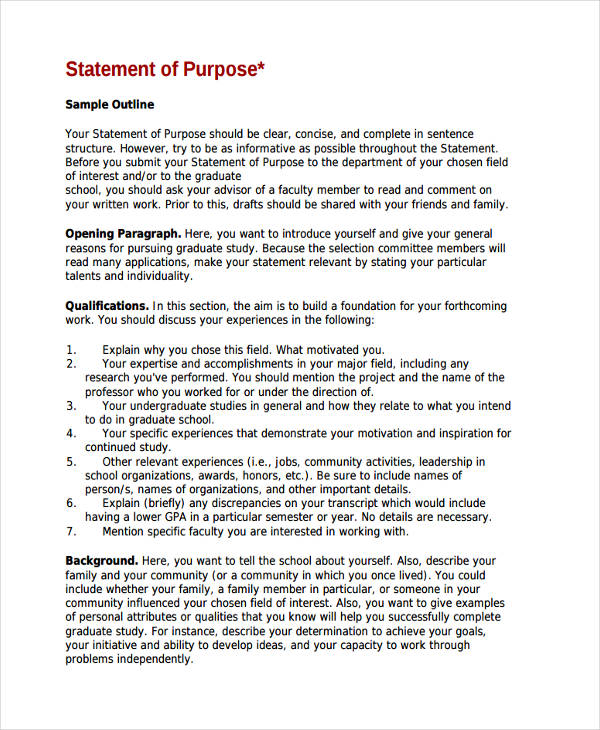 Statement of Purpose*
Sample Outline
Your Statement of Purpose should be clear, concise, and complete in sentence
structure. However, try to be as informative as possible throughout the Statement.
Before you submit your Statement of Purpose to the department of your chosen field
of interest and/or to the graduate
school, you should ask your advisor of a faculty member to read and comment on
your written work. Prior to this, drafts should be shared with your friends and family.
Opening Paragraph. Here, you want to introduce yourself and give your general
reasons for pursuing graduate study. Because the selection committee members will
read many applications, make your statement relevant by stating your particular
talents and individuality.
Qualifications. In this section, the aim is to build a foundation for your forthcoming
work. You should discuss your experiences in the following:
1. Explain why you chose this field. What motivated you.
2. Your expertise and accomplishments in your major field, including any
research you've performed. You should mention the project and the name of the
professor who you worked for or under the direction of.
3. Your undergraduate studies in general and how they relate to what you intend
to do in graduate school.
4. Your specific experiences that demonstrate your motivation and inspiration for
continued study.
5. Other relevant experiences (i.e., jobs, community activities, leadership in
school organizations, awards, honors, etc.). Be sure to include names of
person/s, names of organizations, and other important details.
6. Explain (briefly) any discrepancies on your transcript which would include
having a lower GPA in a particular semester or year. No details are necessary.
7. Mention specific faculty you are interested in working with.
Background. Here, you want to tell the school about yourself. Also, describe your
family and your community (or a community in which you once lived). You could
include whether your family, a family member in particular, or someone in your
community influenced your chosen field of interest. Also, you want to give examples
of personal attributes or qualities that you know will help you successfully complete
graduate study. For instance, describe your determination to achieve your goals,
your initiative and ability to develop ideas, and your capacity to work through
problems independently.